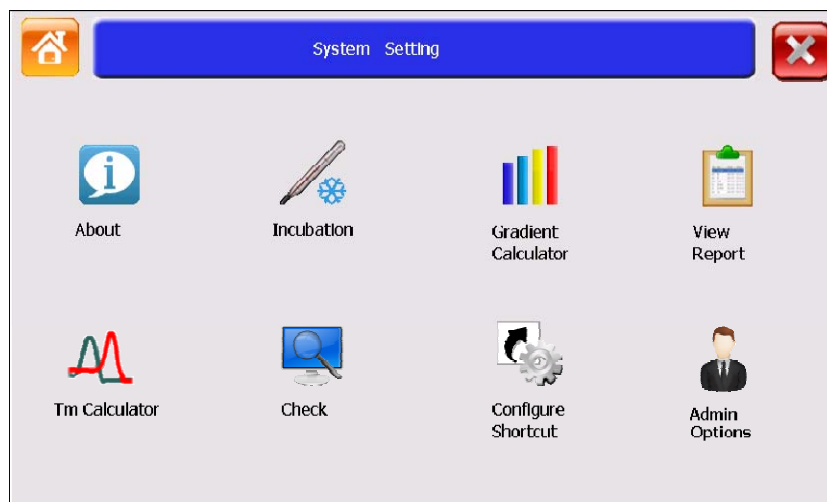 System Setting
About
Incubation
Gradient
Calculator
View
Report
Tm Calculator
Check
Configure
Shortcut
Admin
Options